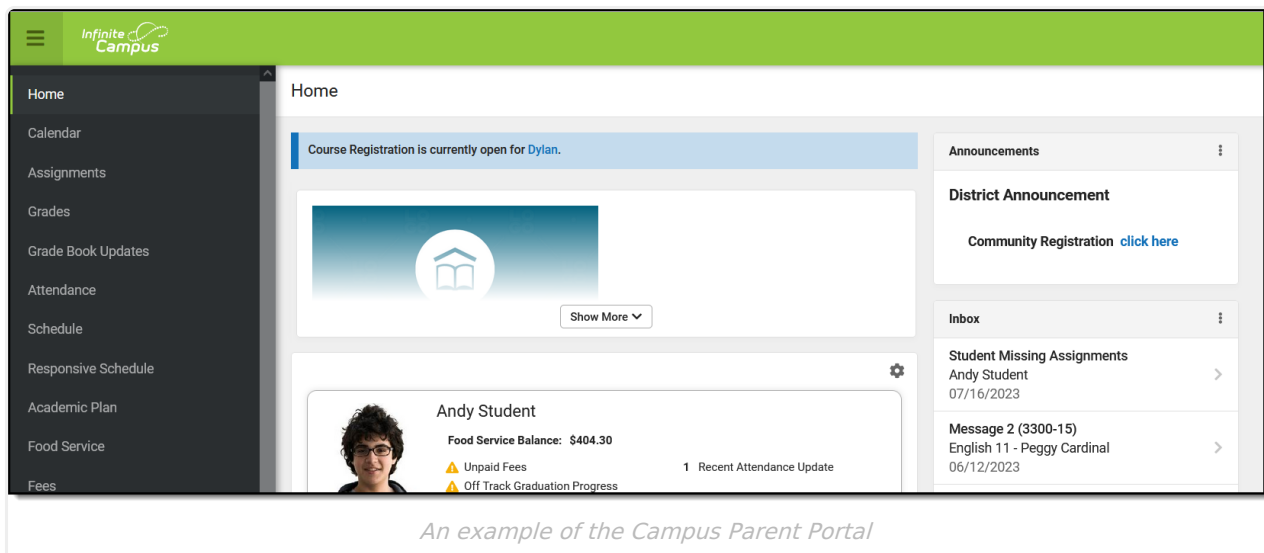 Infinite
Campus
Home
Calendar
Assignments
Grades
Grade Book Updates
Attendance
Schedule
Responsive Schedule
Academic Plan
Food Service
Fees
Home
Course Registration is currently open for Dylan.
Show More
Andy Student
Food Service Balance: $404.30
Unpaid Fees
1 Recent Attendance Update
Off Track Graduation Progress
Announcements
District Announcement
Community Registration click here
Inbox
Student Missing Assignments
Andy Student
07/16/2023
Message 2 (3300-15)
English 11 - Peggy Cardinal
06/12/2023
An example of the Campus Parent Portal